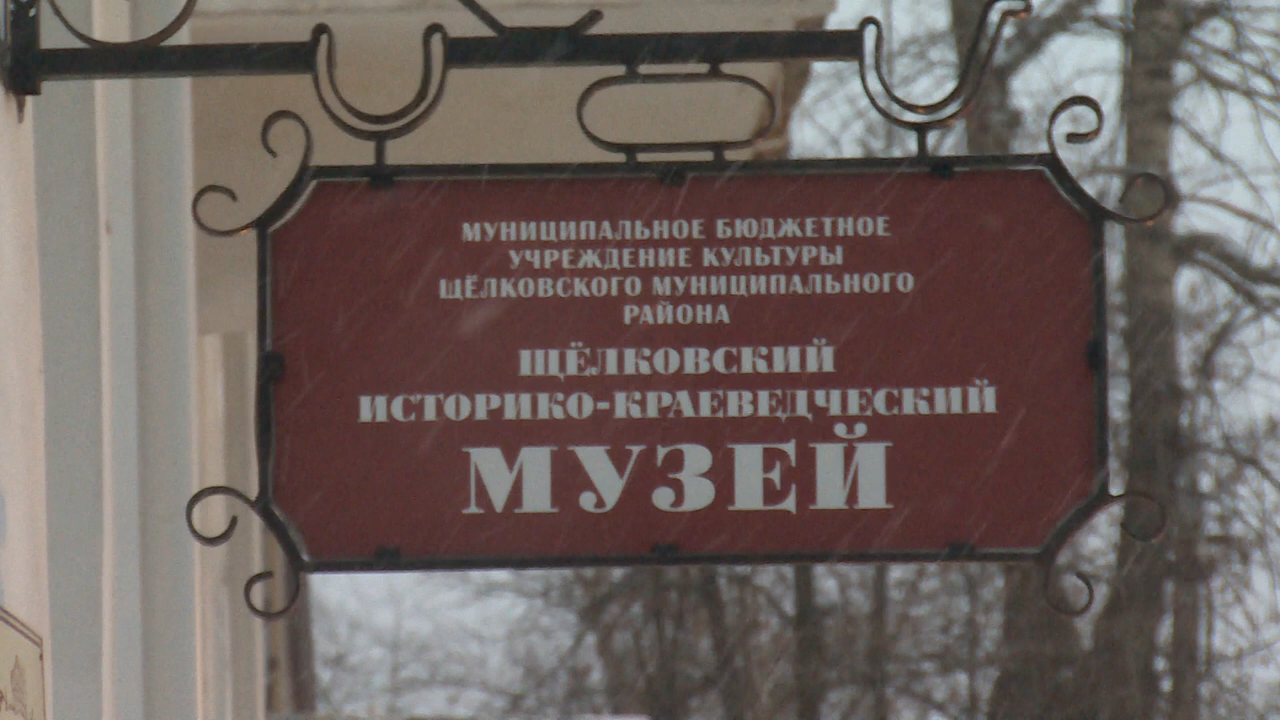 МУНИЦИПАЛЬНОЕ БЮДЖЕТНОЕ
УЧРЕЖДЕНИЕ КУЛЬТУРЫ
ЩЁЛКОВСКОГО МУНИЦИПАЛЬНОГО
РАЙОНА
ЩЁЛКОВСКИЙ
ИСТОРИКО-КРАЕВЕДЧЕСКИЙ
МУЗЕЙ